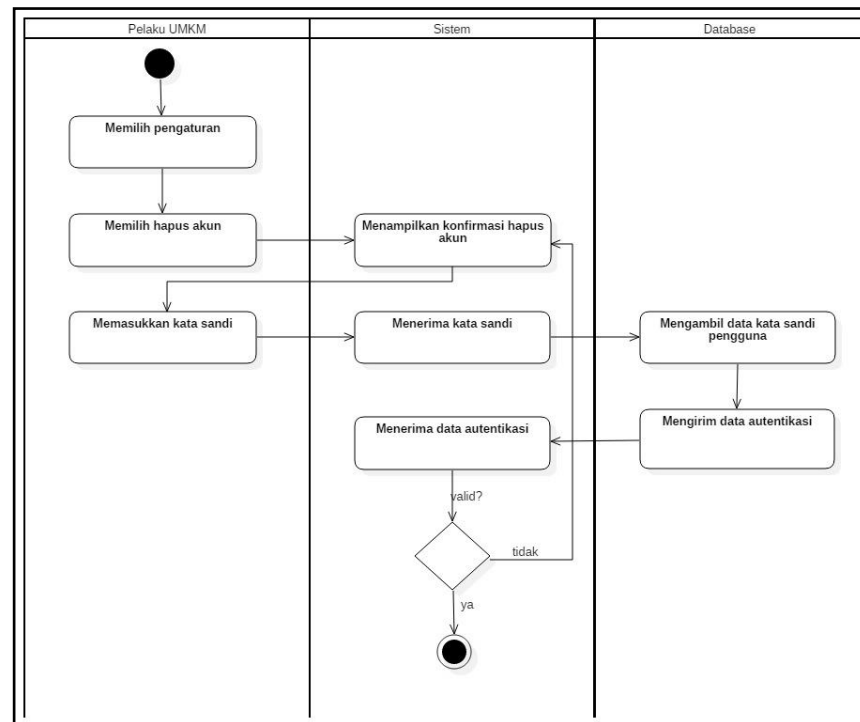 Pelaku UMKM
Sistem
Database
Memilih pengaturan
Memilih hapus akun
Menampilkan konfirmasi hapus
akun
Memasukkan kata sandi
Menerima kata sandi
Mengambil data kata sandi
pengguna
Menerima data autentikasi
Mengirim data autentikasi
valid?
tidak
ya